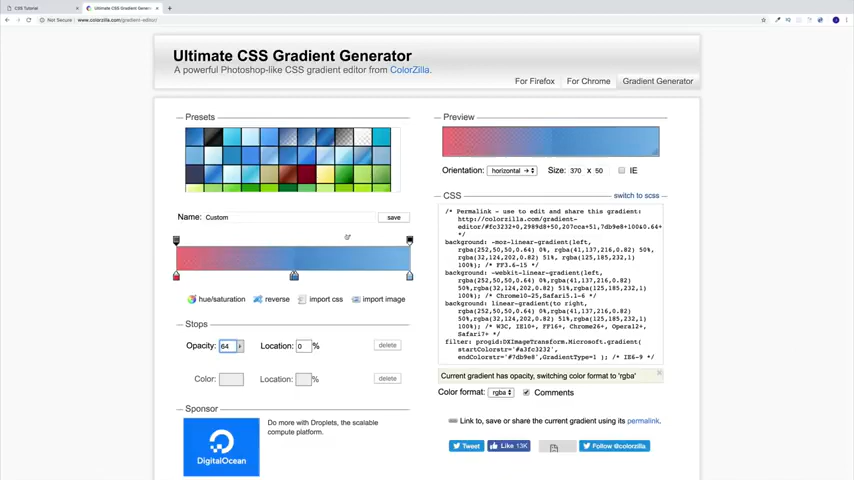 CSS Tutorial
Ultimate CSS Gradient Generat
Not Secure | www.colorzilla.com/gradient-editor/
Ultimate CSS Gradient Generator
A powerful Photoshop-like CSS gradient editor from ColorZilla.
For Firefox
For Chrome
Gradient Generator
Presets
Name: Custom
save
hue/saturation
reverse
import css
import image
Stops
Opacity: 64
Location: 0 %
delete
Color:
Location: %
delete
Sponsor
DigitalOcean
Do more with Droplets, the scalable
compute platform.
Preview
Orientation: horizontal →
Size: 370 x 50
IE
CSS
switch to scss
/* Permalink - use to edit and share this gradient:
http://colorzilla.com/gradient-
editor/#fc3232+0,2989d8+50,207cca+51,7db9e8+100&0.64+
*/
background: -moz-linear-gradient(left,
rgba(252,50,50,0.64) 0%, rgba(41,137,216,0.82) 50%,
rgba(32,124,202,0.82) 51%, rgba(125,185,232,1)
100%); /* FF3.6-15 */
background: -webkit-linear-gradient(left,
rgba(252,50,50,0.64) 0%,rgba(41,137,216,0.82)
50%,rgba(32,124,202,0.82) 51%,rgba(125,185,232,1)
100%); /* Chrome10-25,Safari5.1-6 */
background: linear-gradient(to right,
rgba(252,50,50,0.64) 0%,rgba(41,137,216,0.82)
50%,rgba(32,124,202,0.82) 51%,rgba(125,185,232,1)
100%); /* W3C, IE10+, FF16+, Chrome26+, Opera12+,
Safari7+ */
filter: progid:DXImageTransform.Microsoft.gradient(
startColorstr='#a3fc3232',
endColorstr='#7db9e8',GradientType=1 ); /* IE6-9 */
Current gradient has opacity, switching color format to 'rgba'
Color format: rgba
Comments
Link to, save or share the current gradient using its permalink.
Tweet
Like 13K
Follow @colorzilla